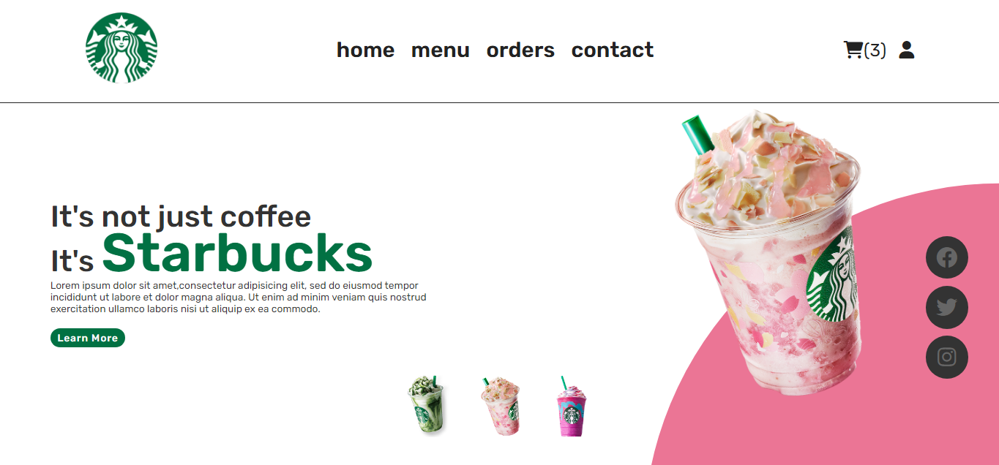 home menu orders contact
(3)
It's not just coffee
It's Starbucks
Lorem ipsum dolor sit amet,consectetur adipisicing elit, sed do eiusmod tempor
incididunt ut labore et dolor magna aliqua. Ut enim ad minim veniam quis nostrud
exercitation ullamco laboris nisi ut aliquip ex ea commodo.
Learn More